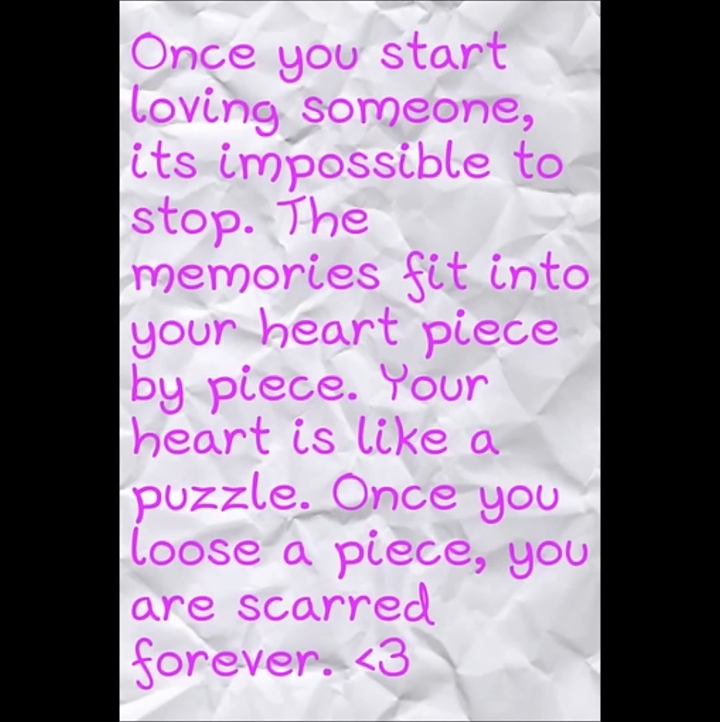 Once you start
loving someone,
its impossible to
stop. The
memories fit into
your heart piece
by piece. Your
heart is like a
puzzle. Once you
loose a piece, you
are scarred
forever. <3